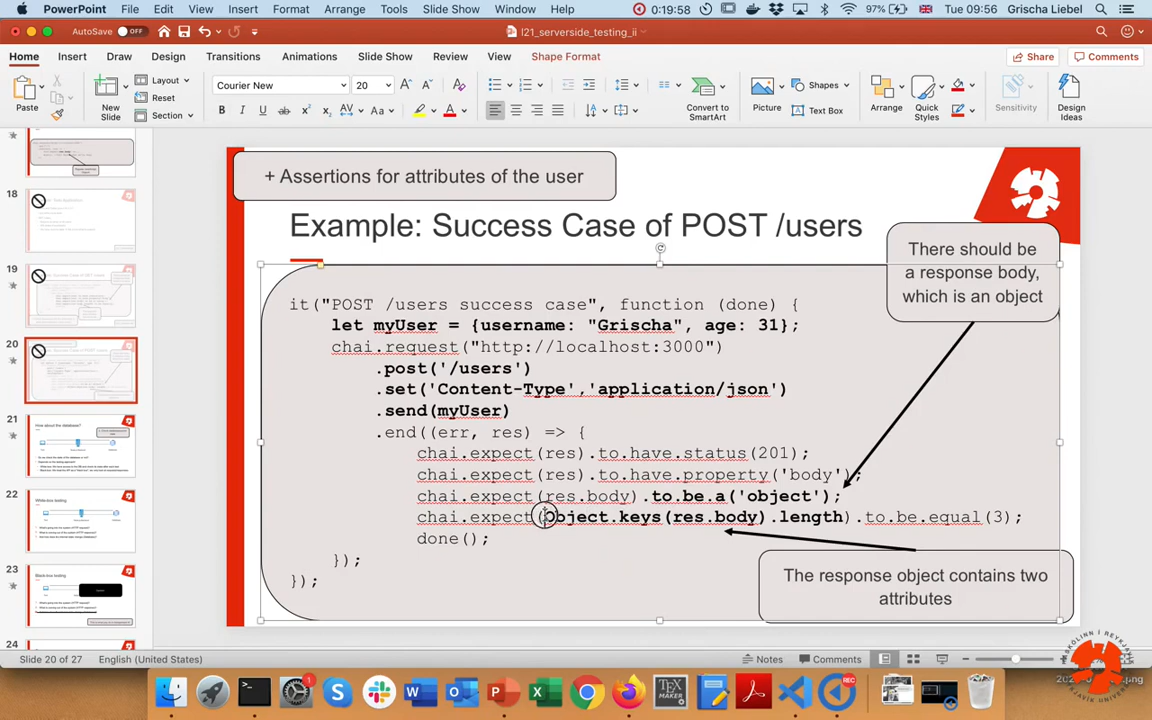 PowerPoint File Edit View Insert Format Arrange Tools Slide Show Window Help 0:19:58 97% Tue 09:56 Grischa Liebel
AutoSave OFF l21_serverside_testing_ii
Home Insert Draw Design Transitions Animations Slide Show Review View Shape Format Share Comments
Paste New Slide Layout Reset Section Courier New 20 Convert to SmartArt Picture Shapes Text Box Arrange Quick Styles Sensitivity Design Ideas
18
19
20
21
22
23
24
+ Assertions for attributes of the user
Example: Success Case of POST /users
There should be
a response body,
which is an object
it("POST /users success case", function (done) {
let myUser = {username: "Grischa", age: 31};
chai.request("http://localhost:3000")
.post('/users')
.set('Content-Type','application/json')
.send(myUser)
.end((err, res) => {
chai.expect(res).to.have.status(201);
chai.expect(res).to.have.property('body');
chai.expect(res.body).to.be.a('object');
chai.expect(Object.keys(res.body).length).to.be.equal(3);
done();
});
});
The response object contains two
attributes
Slide 20 of 27 English (United States) Notes Comments